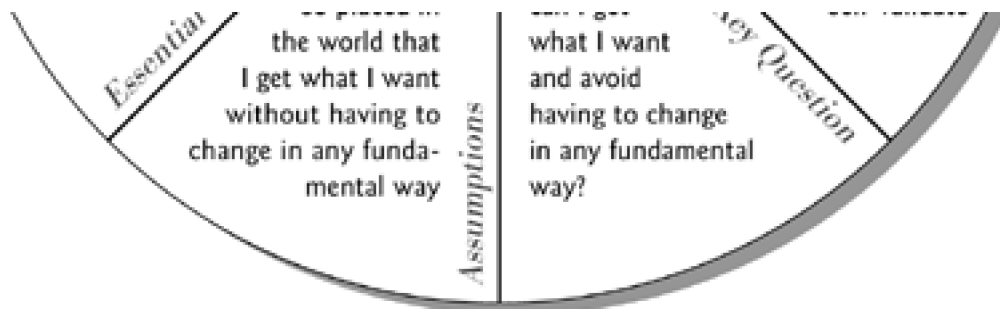 Essential
the world that
I get what I want
without having to
change in any funda-
mental way
Assumptions
what I want
and avoid
having to change
in any fundamental
way?
Key Question